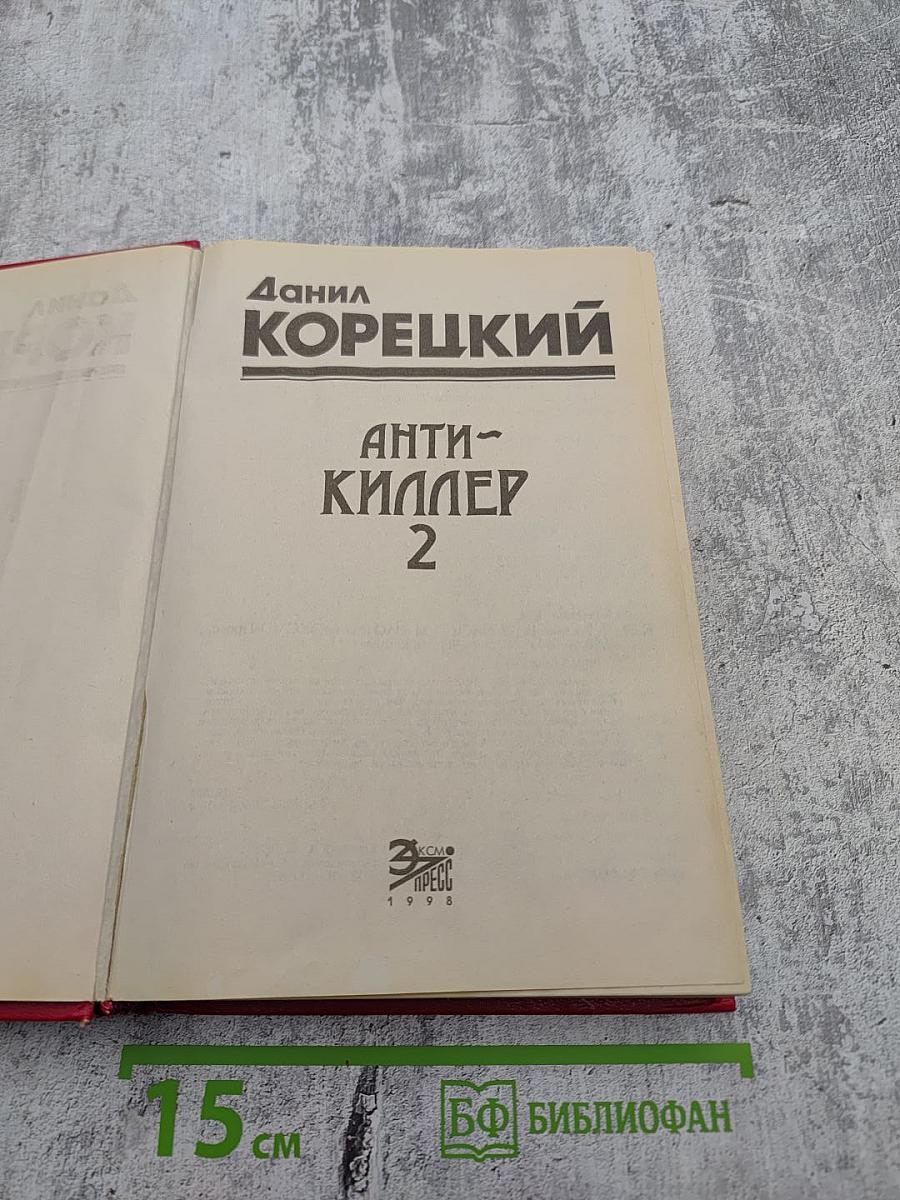 Данил
КОРЕЦКИЙ
АНТИ-
КИЛЛЕР
2
ЭКСМО
ПРЕСС
1998
15 см
БФ БИБЛИОФАН